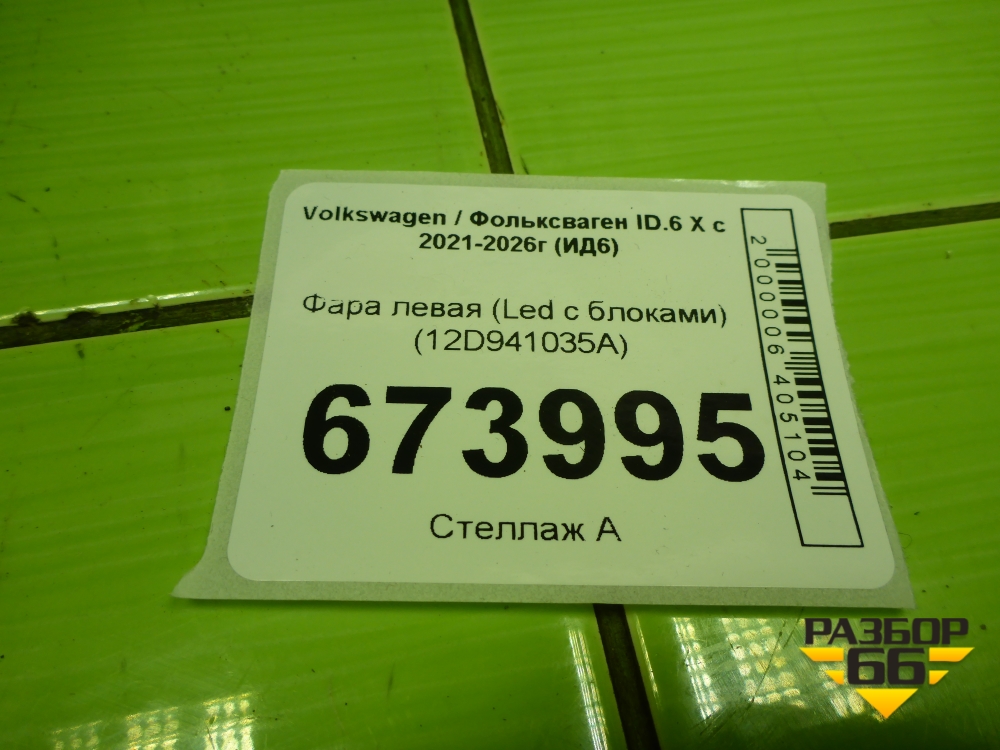 Volkswagen / Фольксваген ID.6 X с
2021-2026г (ИД6)
Фара левая (Led с блоками)
(12D941035A)
673995
Стеллаж А
2000006405104
РАЗБОР
66